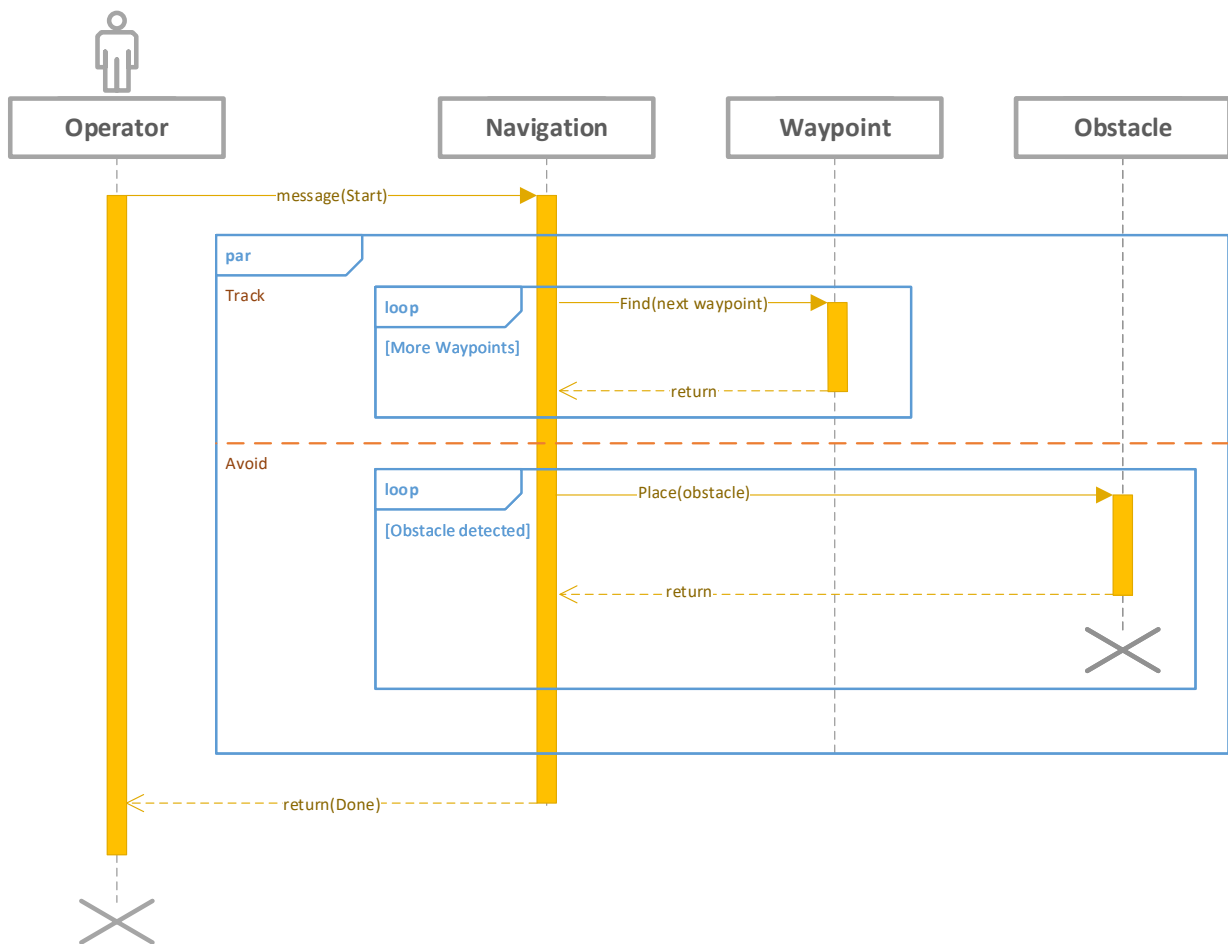 Operator
Navigation
Waypoint
Obstacle
message(Start)
par
Track
loop
Find(next waypoint)
[More Waypoints]
return
Avoid
loop
Place(obstacle)
[Obstacle detected]
return
return(Done)